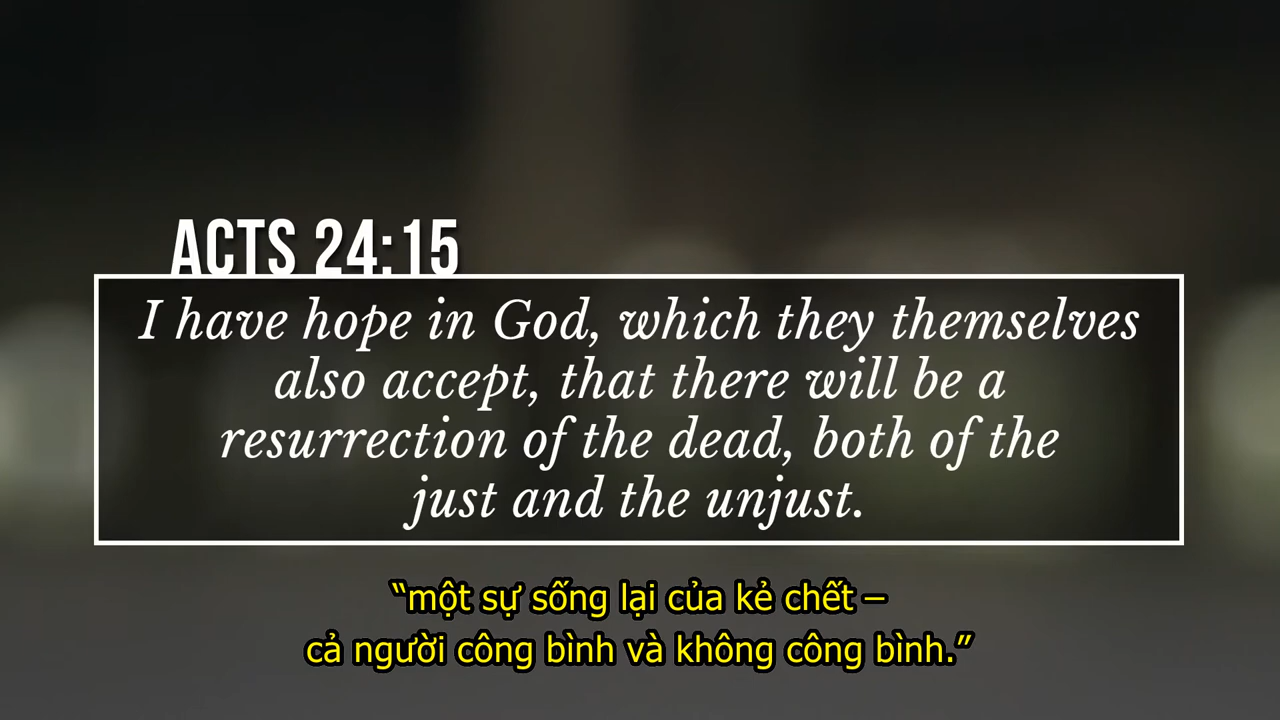 ACTS 24:15
I have hope in God, which they themselves
also accept, that there will be a
resurrection of the dead, both of the
just and the unjust.
“một sự sống lại của kẻ chết –
cả người công bình và không công bình.”